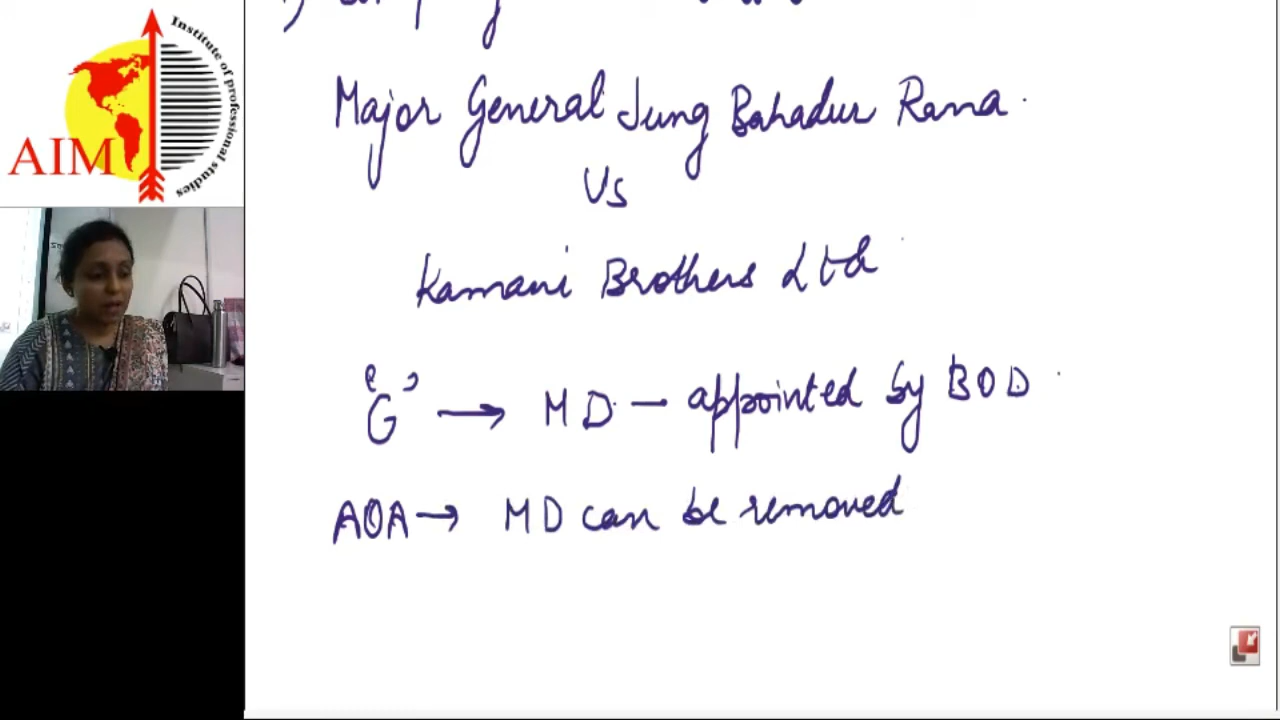 Institute of professional studies
AIM
Major General Jung Bahadur Rana
Vs
Kamani Brothers Ltd
"G" → MD - appointed by BOD
AOA → MD can be removed